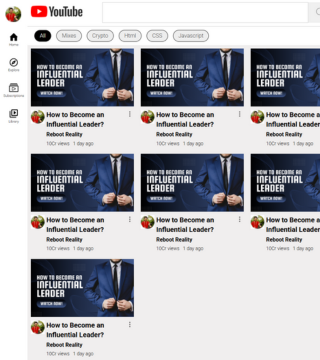 YouTube
All Mixes Crypto Html CSS Javascript
Home
Explore
Subscriptions
Library
HOW TO BECOME AN
INFLUENTIAL
LEADER
WATCH NOW!
How to Become an
Influential Leader?
Reboot Reality
10Cr views 1 day ago
HOW TO BECOME AN
INFLUENTIAL
LEADER
WATCH NOW!
How to Become an
Influential Leader?
Reboot Reality
10Cr views 1 day ago
HOW TO BECOME AN
INFLUENTIAL
LEADER
WATCH NOW!
How to Become a
Influential Leader
Reboot Reality
10Cr views 1 day ago
HOW TO BECOME AN
INFLUENTIAL
LEADER
WATCH NOW!
How to Become an
Influential Leader?
Reboot Reality
10Cr views 1 day ago
HOW TO BECOME AN
INFLUENTIAL
LEADER
WATCH NOW!
How to Become an
Influential Leader?
Reboot Reality
10Cr views 1 day ago
HOW TO BECOME AN
INFLUENTIAL
LEADER
WATCH NOW!
How to Become a
Influential Leader
Reboot Reality
10Cr views 1 day ago
HOW TO BECOME AN
INFLUENTIAL
LEADER
WATCH NOW!
How to Become an
Influential Leader?
Reboot Reality
10Cr views 1 day ago